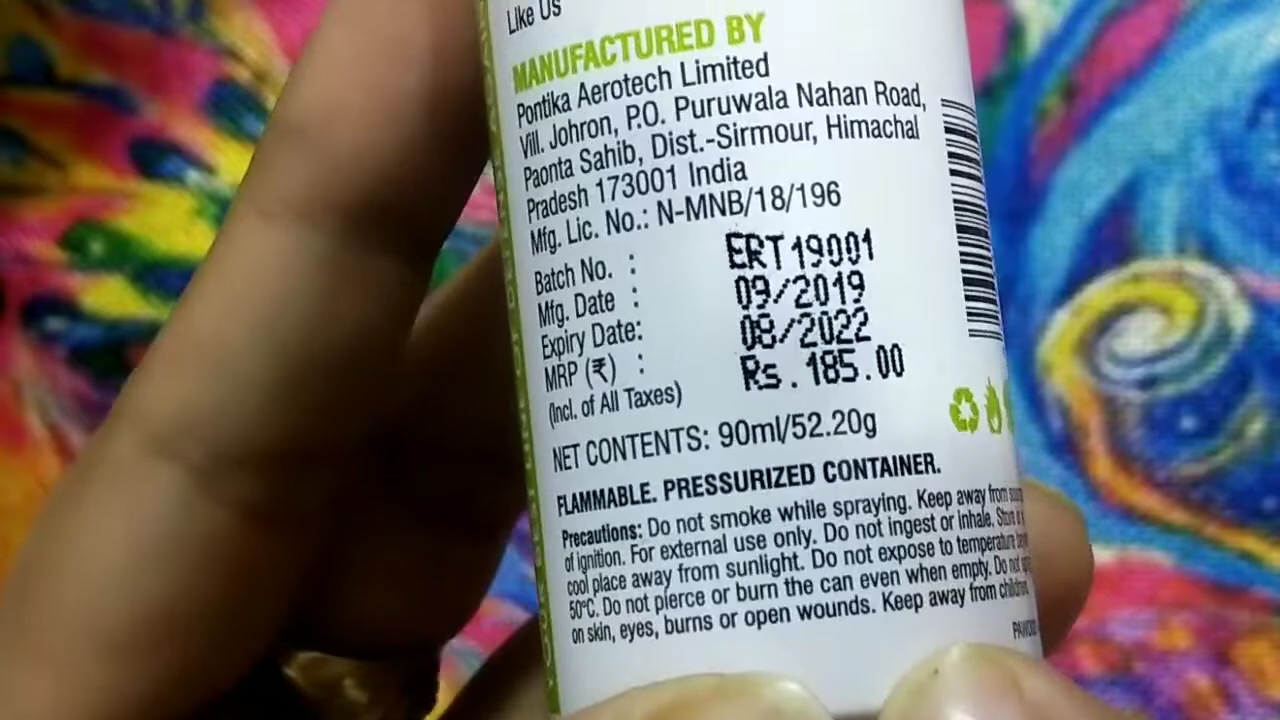 Like Us
MANUFACTURED BY
Pontika Aerotech Limited
Vill. Johron, P.O. Puruwala Nahan Road,
Paonta Sahib, Dist.-Sirmour, Himachal
Pradesh 173001 India
Mfg. Lic. No.: N-MNB/18/196
Batch No. : ERT19001
Mfg. Date : 09/2019
Expiry Date: 08/2022
MRP (₹) : Rs.185.00
(Incl. of All Taxes)
NET CONTENTS: 90ml/52.20g
FLAMMABLE. PRESSURIZED CONTAINER.
Precautions: Do not smoke while spraying. Keep away from
of ignition. For external use only. Do not ingest or inhale. Store
cool place away from sunlight. Do not expose to temperature
50°C. Do not pierce or burn the can even when empty. Do not
on skin, eyes, burns or open wounds. Keep away from